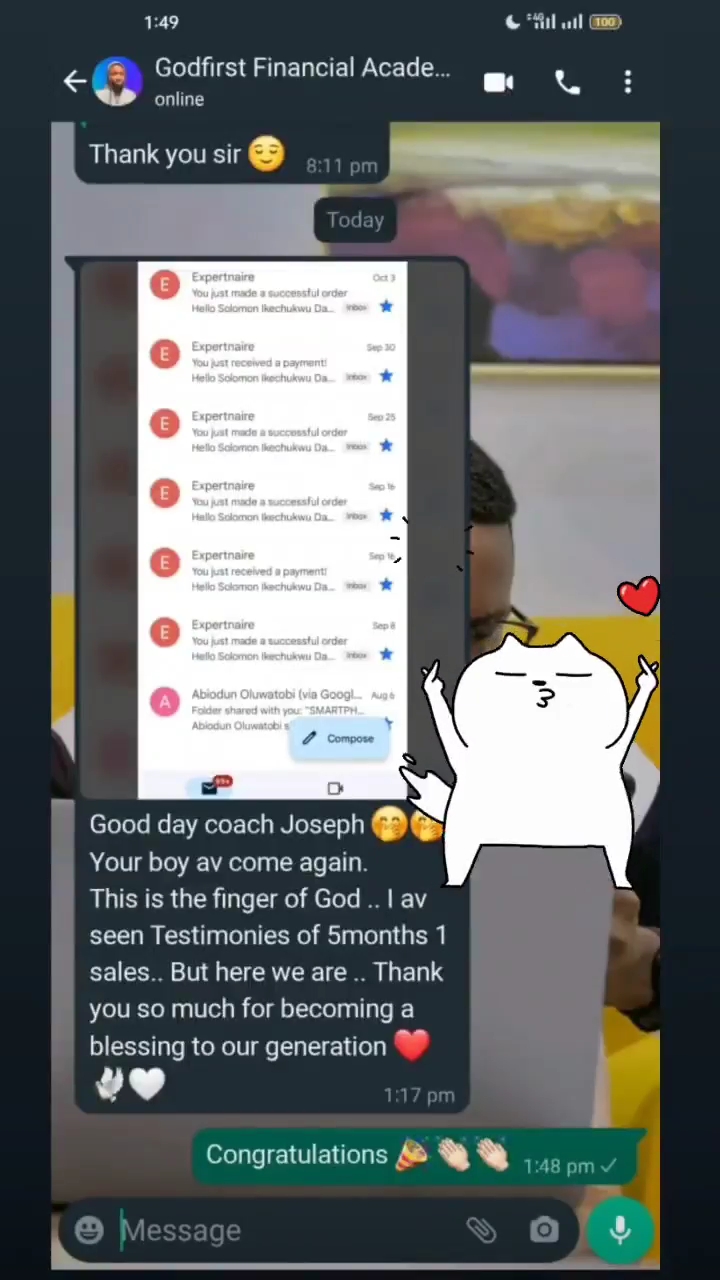 1:49
4G
100
Godfirst Financial Acade...
online
Thank you sir 😌
8:11 pm
Today
E
Expertnaire
Oct 3
You just made a successful order
Hello Solomon Ikechukwu Da...
Inbox
E
Expertnaire
Sep 30
You just received a payment!
Hello Solomon Ikechukwu Da...
Inbox
E
Expertnaire
Sep 25
You just made a successful order
Hello Solomon Ikechukwu Da...
Inbox
E
Expertnaire
Sep 16
You just made a successful order
Hello Solomon Ikechukwu Da...
Inbox
E
Expertnaire
Sep 16
You just received a payment!
Hello Solomon Ikechukwu Da...
Inbox
E
Expertnaire
Sep 8
You just made a successful order
Hello Solomon Ikechukwu Da...
Inbox
A
Abiodun Oluwatobi (via Googl...
Aug 6
Folder shared with you: "SMARTPH...
Abiodun Oluwatobi s
Compose
99+
Good day coach Joseph 🤭🤭
Your boy av come again.
This is the finger of God .. I av
seen Testimonies of 5months 1
sales.. But here we are .. Thank
you so much for becoming a
blessing to our generation ❤️
🕊️🤍
1:17 pm
Congratulations 🎉👏🏻👏🏻
1:48 pm
Message